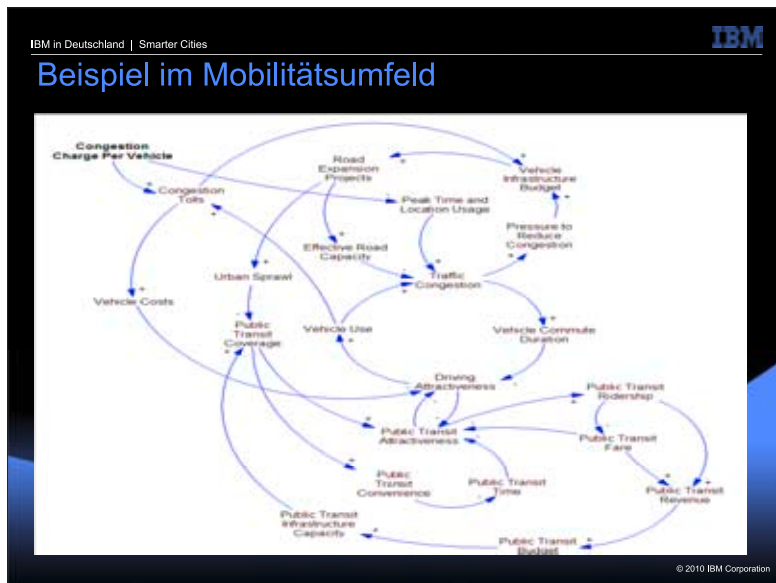 IBM in Deutschland | Smarter Cities
IBM
Beispiel im Mobilitätsumfeld
Congestion
Charge Per Vehicle
Congestion
Tolls
Road
Expansion
Projects
Vehicle
Infrastructure
Budget
Peak Time and
Location Usage
Pressure to
Reduce
Congestion
Effective Road
Capacity
Urban Sprawl
Traffic
Congestion
Vehicle Costs
Public
Transit
Coverage
Vehicle Use
Vehicle Commute
Duration
Driving
Attractiveness
Public Transit
Ridership
Public Transit
Attractiveness
Public Transit
Fare
Public
Transit
Convenience
Public Transit
Time
Public Transit
Revenue
Public Transit
Infrastructure
Capacity
Public Transit
Budget
© 2010 IBM Corporation